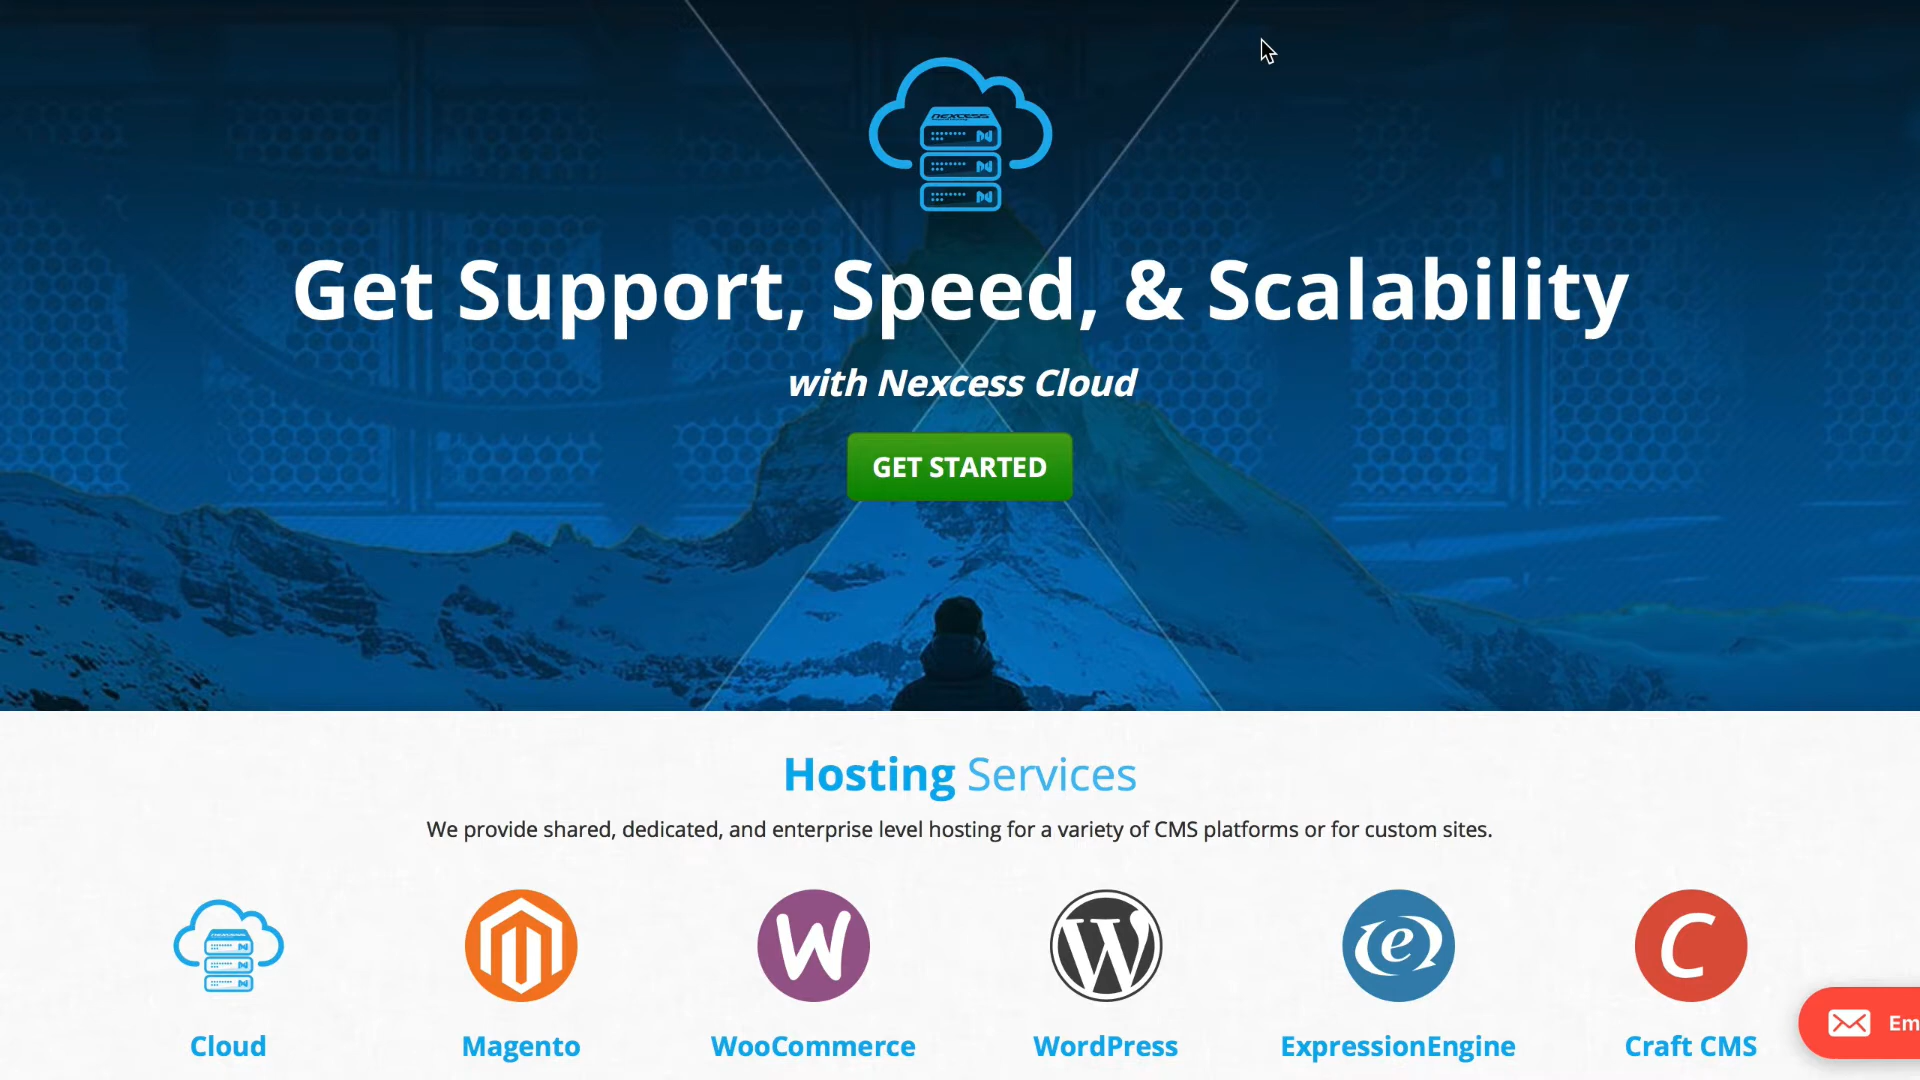 NEXCESS
Get Support, Speed, & Scalability
with Nexcess Cloud
GET STARTED
Hosting Services
We provide shared, dedicated, and enterprise level hosting for a variety of CMS platforms or for custom sites.
Cloud
Magento
WooCommerce
WordPress
ExpressionEngine
Craft CMS
Em